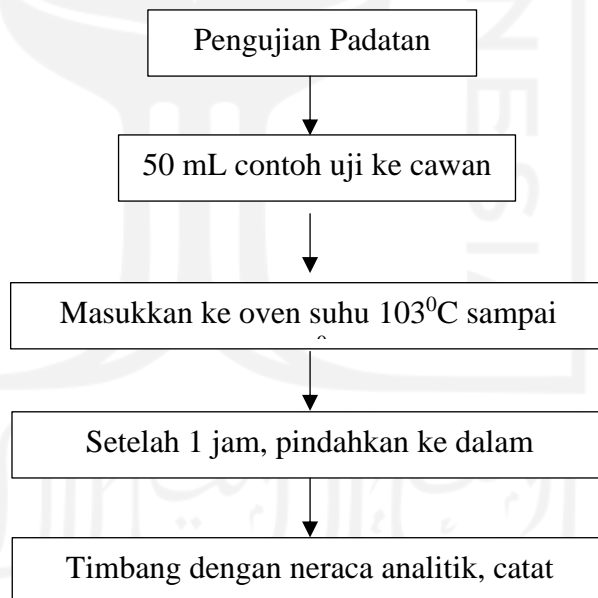 Pengujian Padatan
50 mL contoh uji ke cawan
Masukkan ke oven suhu 103⁰C sampai
Setelah 1 jam, pindahkan ke dalam
Timbang dengan neraca analitik, catat
NESIA